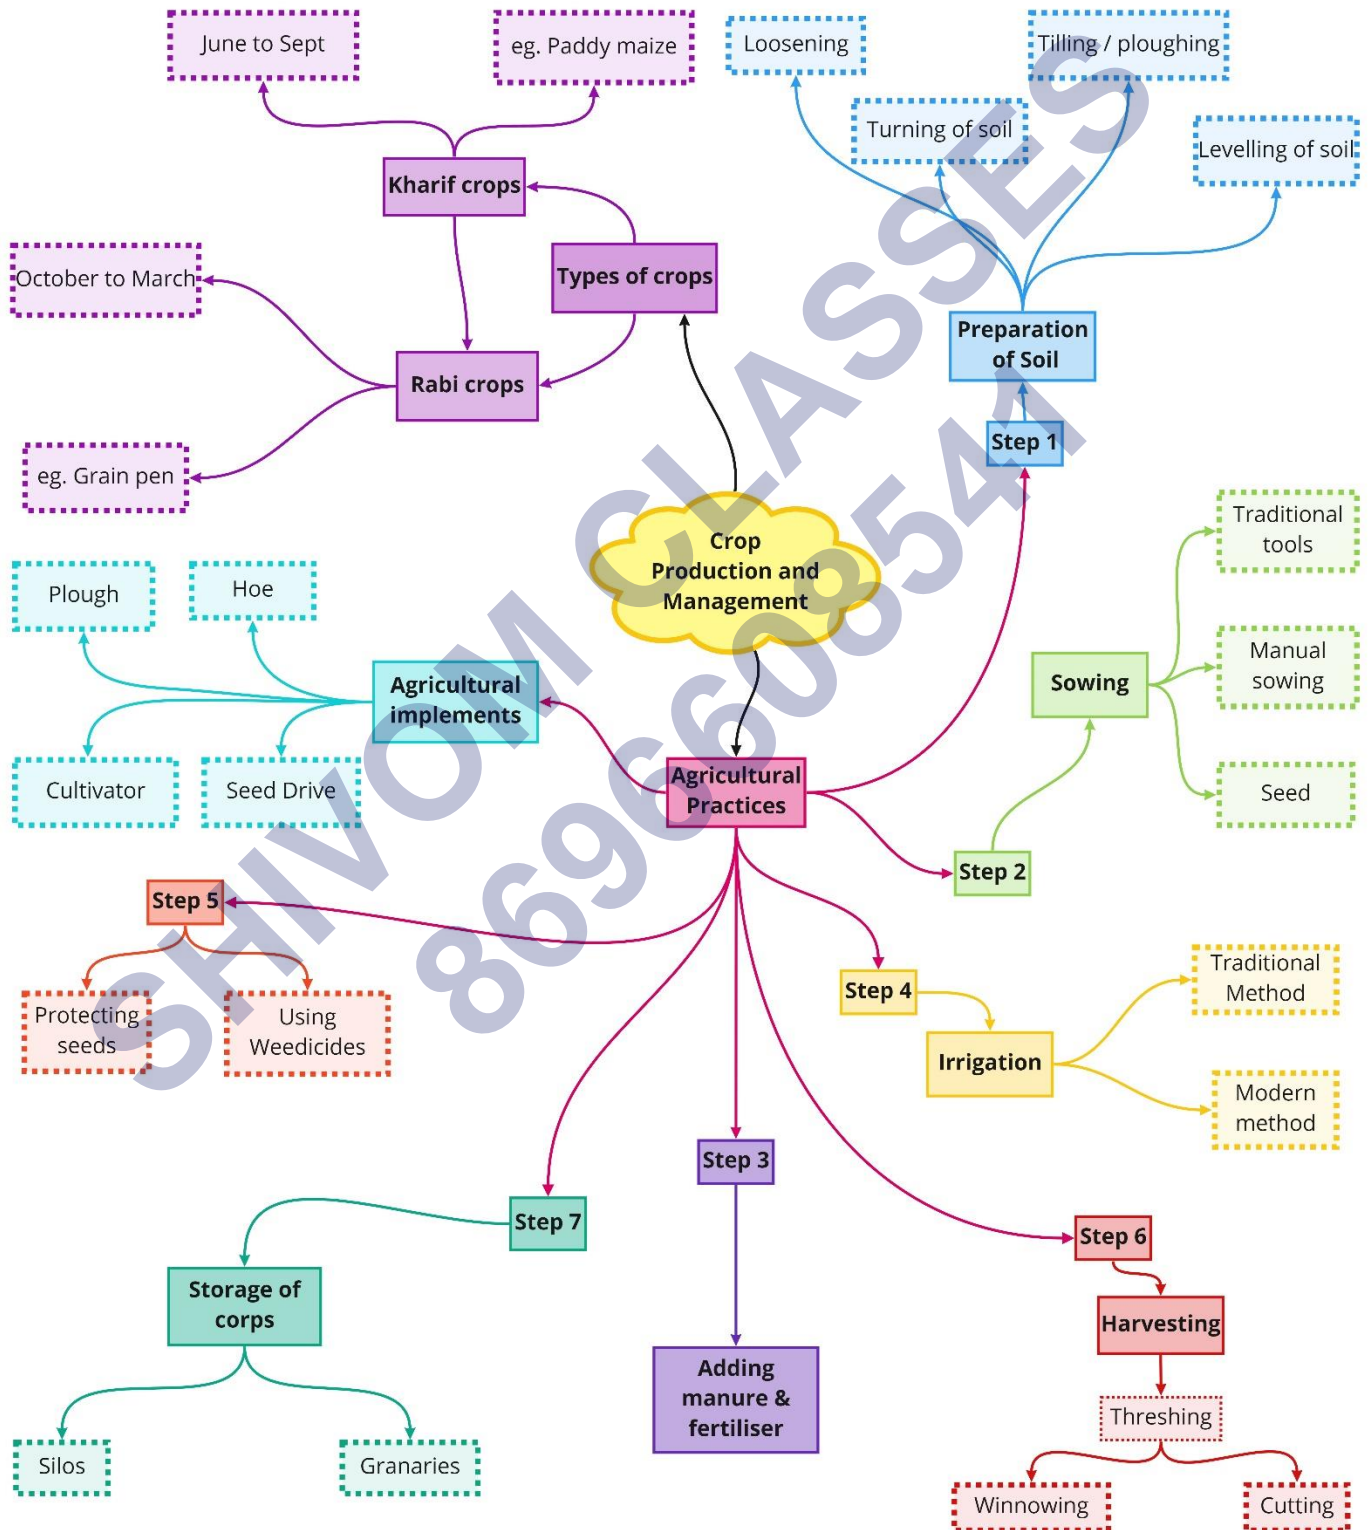 June to Sept
eg. Paddy maize
Kharif crops
Types of crops
October to March
Rabi crops
eg. Grain pen
Loosening
Tilling / ploughing
Turning of soil
Levelling of soil
Preparation
of Soil
Step 1
Crop
Production and
Management
Traditional
tools
Manual
sowing
Sowing
Seed
Step 2
Plough
Hoe
Agricultural
implements
Cultivator
Seed Drive
Agricultural
Practices
Step 5
Protecting
seeds
Using
Weedicides
Step 4
Irrigation
Traditional
Method
Modern
method
Step 3
Adding
manure &
fertiliser
Step 7
Storage of
corps
Silos
Granaries
Step 6
Harvesting
Threshing
Winnowing
Cutting
SHIVOM CLASSES
8696608541